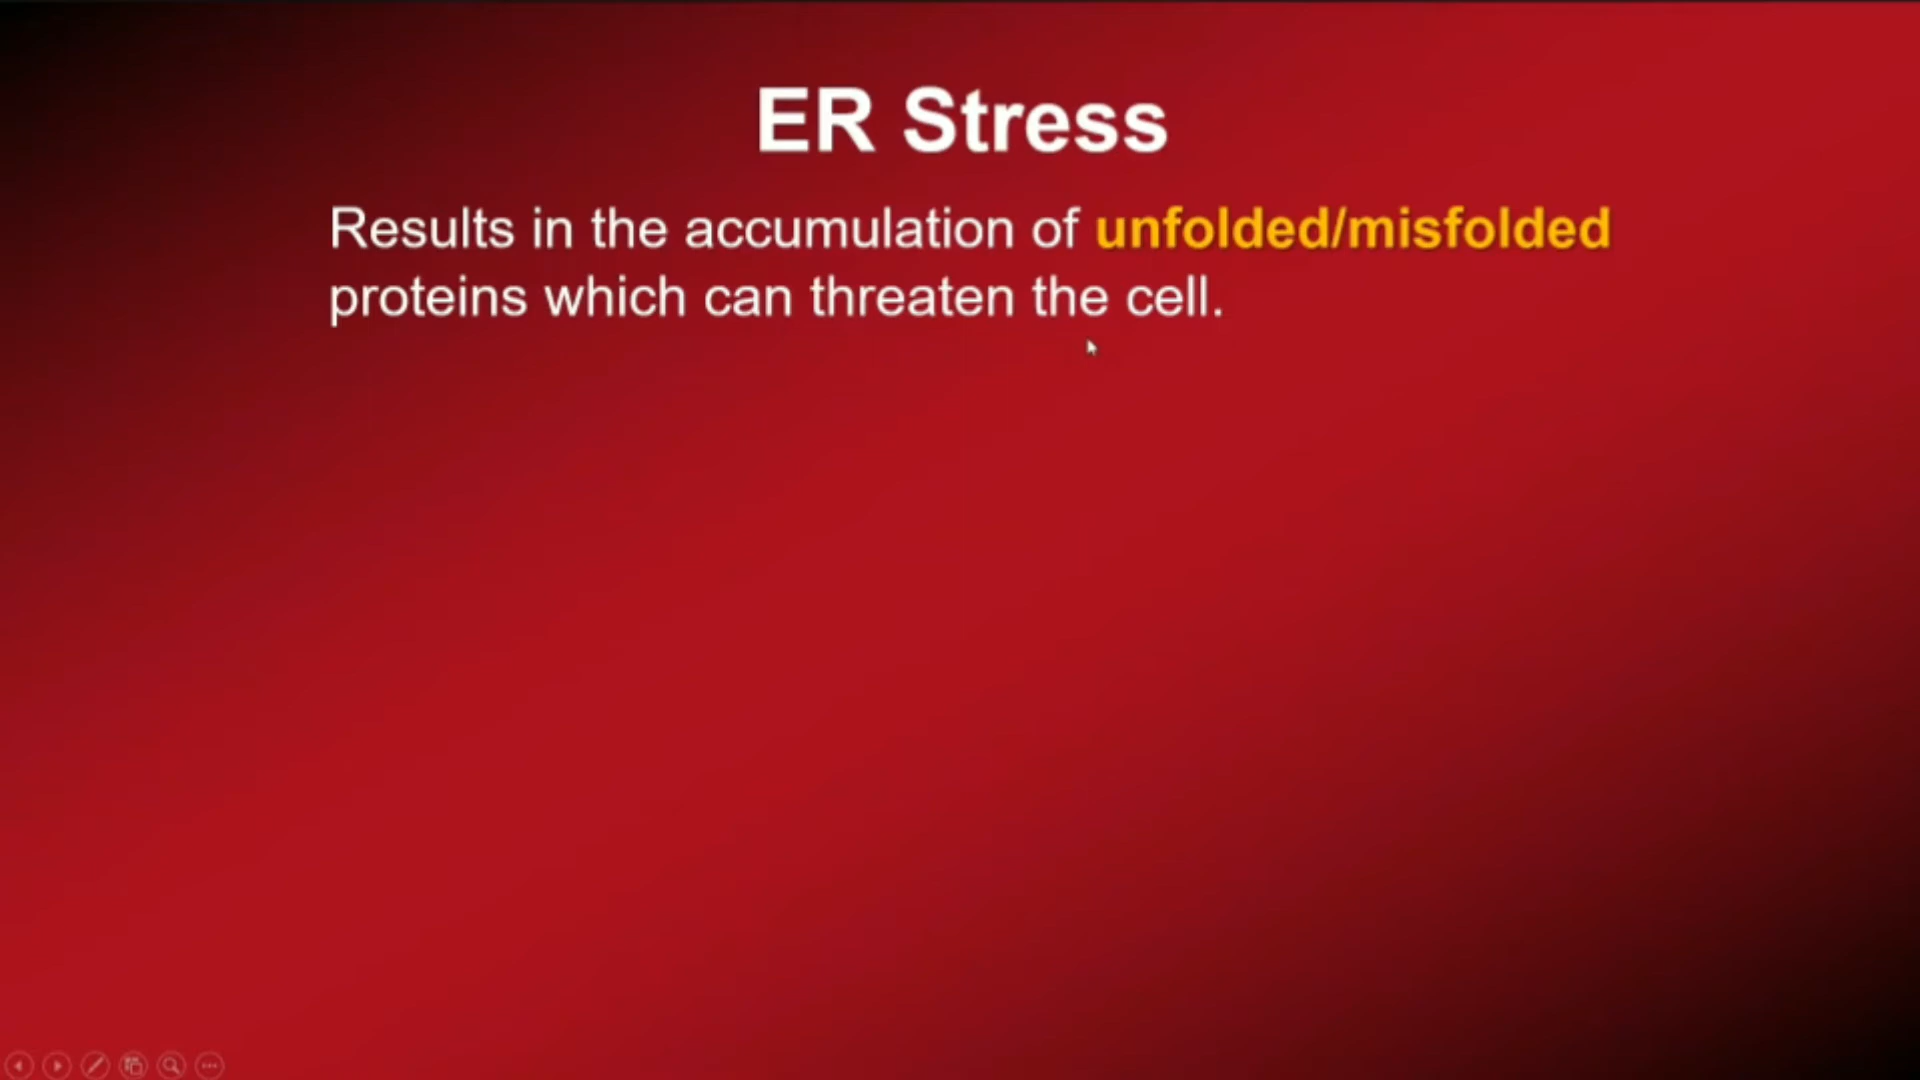 ER Stress
Results in the accumulation of unfolded/misfolded
proteins which can threaten the cell.